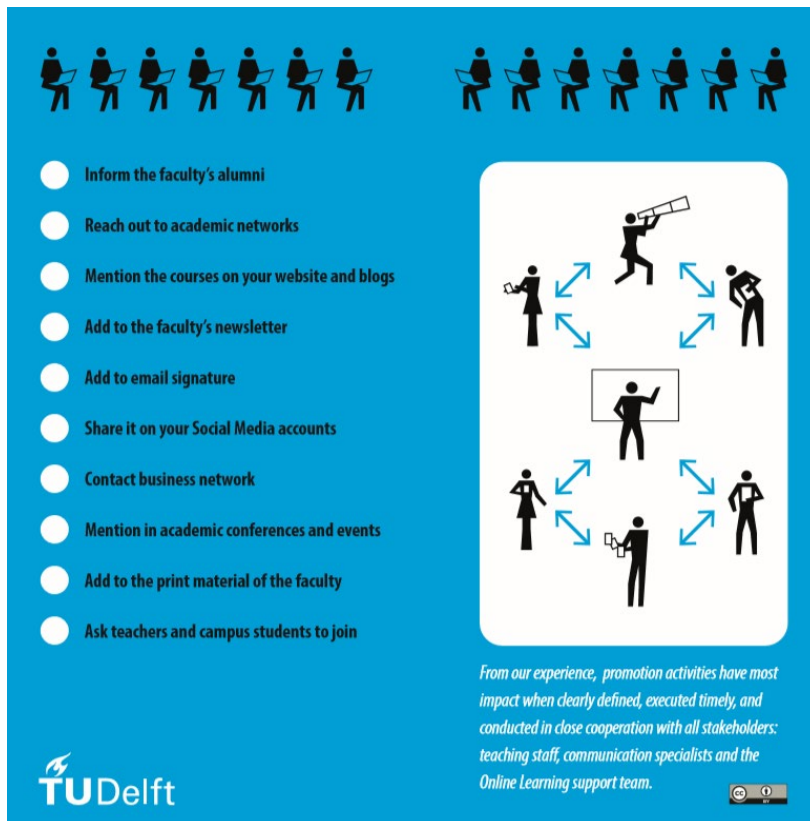 Inform the faculty's alumni
Reach out to academic networks
Mention the courses on your website and blogs
Add to the faculty's newsletter
Add to email signature
Share it on your Social Media accounts
Contact business network
Mention in academic conferences and events
Add to the print material of the faculty
Ask teachers and campus students to join
From our experience, promotion activities have most
impact when clearly defined, executed timely, and
conducted in close cooperation with all stakeholders:
teaching staff, communication specialists and the
Online Learning support team.
TUDelft
cc
BY